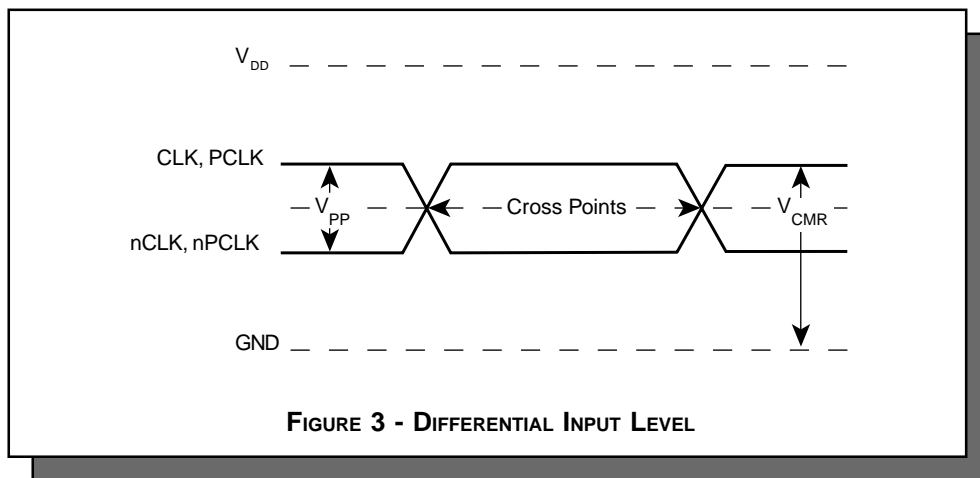 VDD
CLK, PCLK
VPP
Cross Points
VCMR
nCLK, nPCLK
GND
FIGURE 3 - DIFFERENTIAL INPUT LEVEL